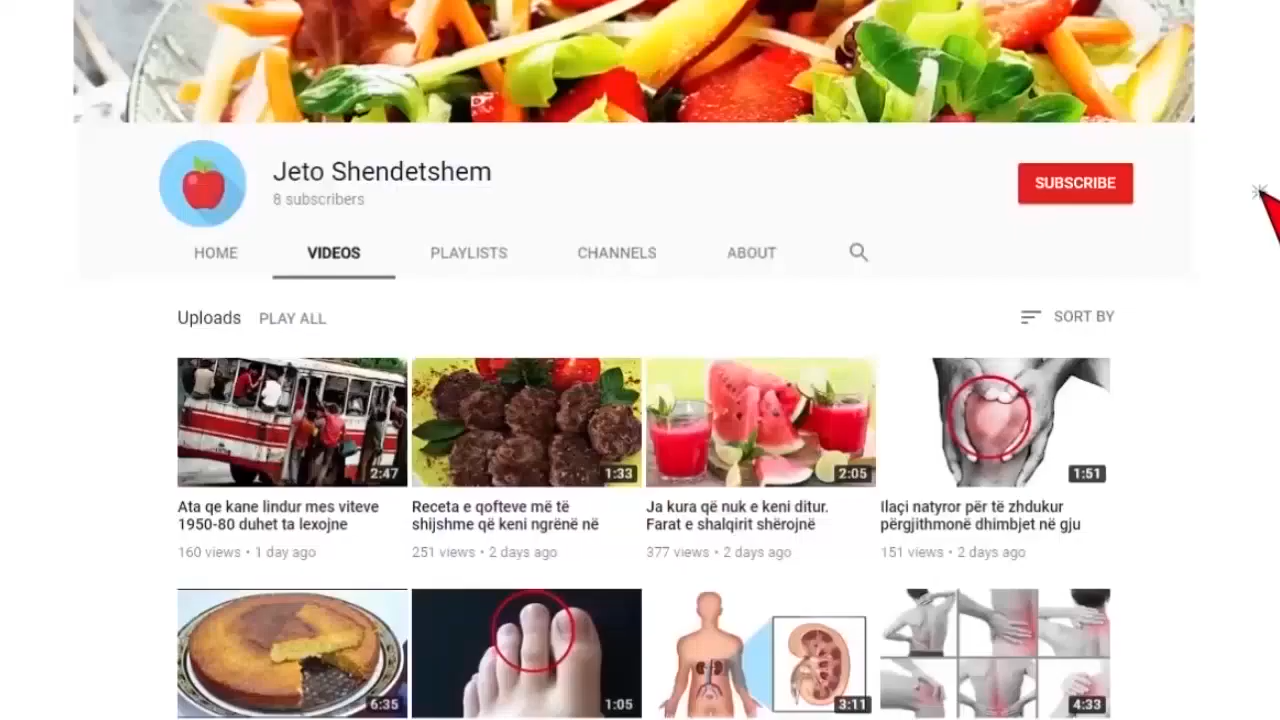 Jeto Shendetshem
8 subscribers
SUBSCRIBE
HOME VIDEOS PLAYLISTS CHANNELS ABOUT
Uploads PLAY ALL SORT BY
2:47 1:33 2:05 1:51
Ata qe kane lindur mes viteve
1950-80 duhet ta lexojne
160 views • 1 day ago
Receta e qofteve më të
shijshme që keni ngrënë në
251 views • 2 days ago
Ja kura që nuk e keni ditur.
Farat e shalqirit shërojnë
377 views • 2 days ago
Ilaçi natyror për të zhdukur
përgjithmonë dhimbjet në gju
151 views • 2 days ago
6:35 1:05 3:11 4:33